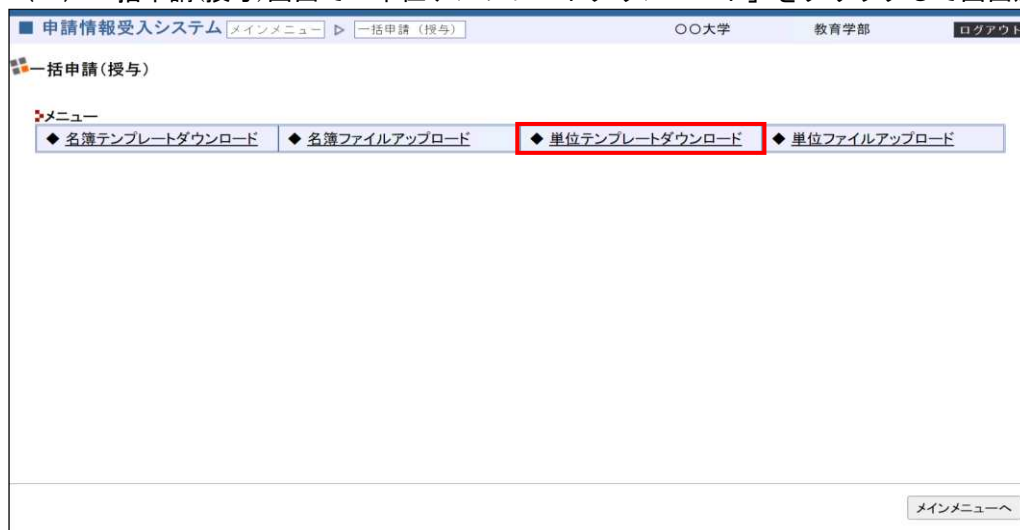 ■ 申請情報受入システム メインメニュー ▷ 一括申請（授与） 〇〇大学 教育学部 ログアウト
一括申請(授与)
メニュー
◆ 名簿テンプレートダウンロード ◆ 名簿ファイルアップロード ◆ 単位テンプレートダウンロード ◆ 単位ファイルアップロード
メインメニューへ